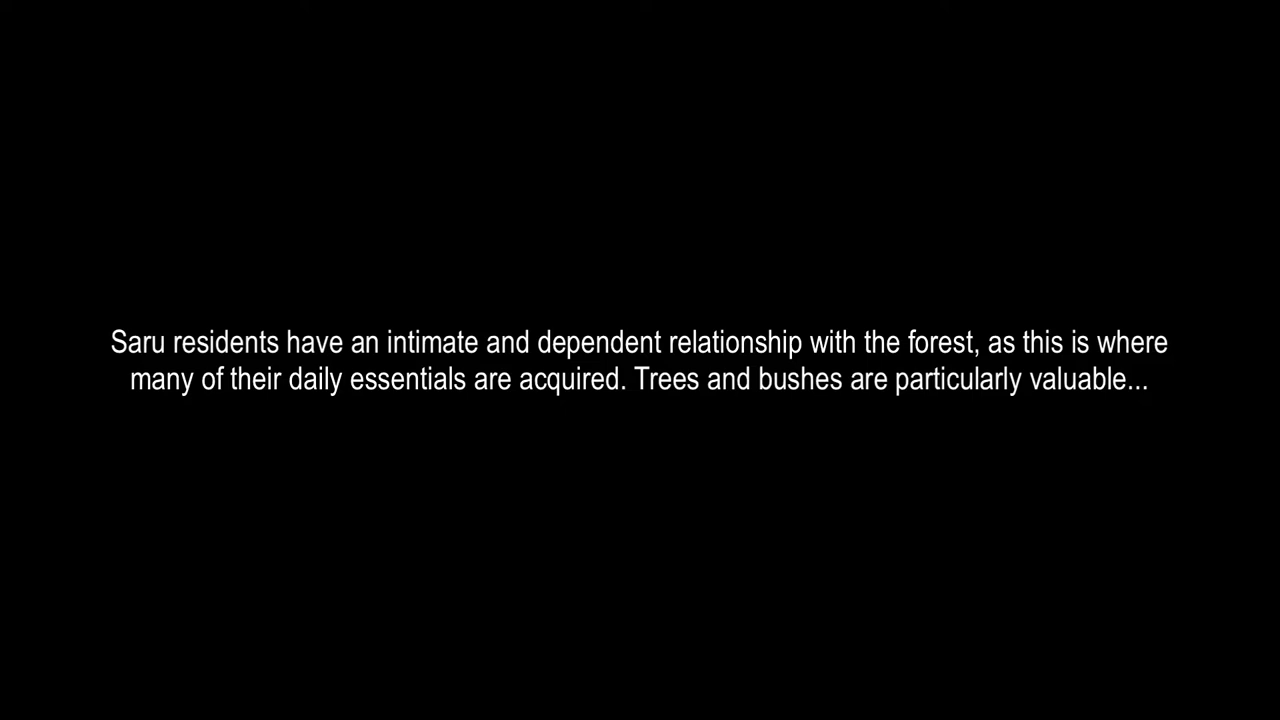 Saru residents have an intimate and dependent relationship with the forest, as this is where
many of their daily essentials are acquired. Trees and bushes are particularly valuable...